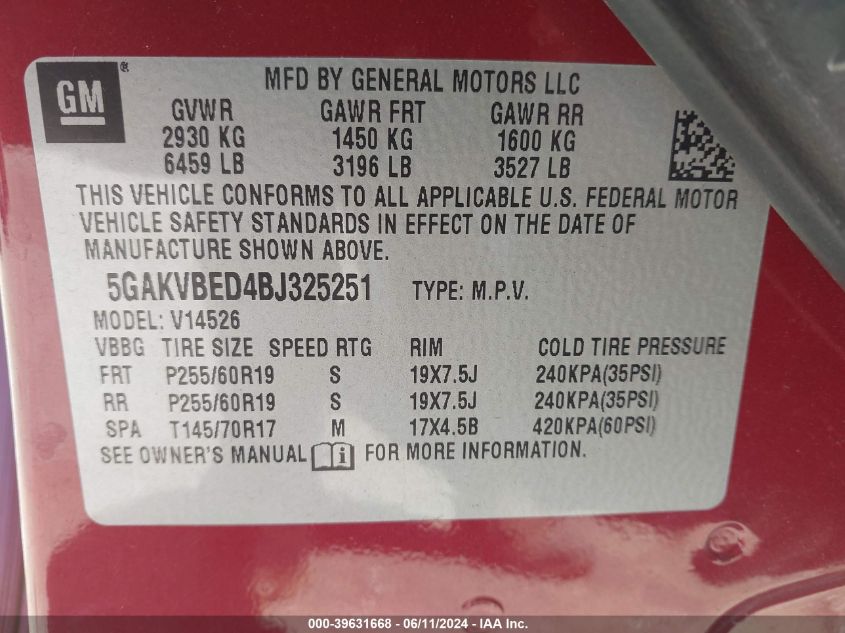 GM ®
MFD BY GENERAL MOTORS LLC
GVWR GAWR FRT GAWR RR
2930 KG 1450 KG 1600 KG
6459 LB 3196 LB 3527 LB
THIS VEHICLE CONFORMS TO ALL APPLICABLE U.S. FEDERAL MOTOR
VEHICLE SAFETY STANDARDS IN EFFECT ON THE DATE OF
MANUFACTURE SHOWN ABOVE.
5GAKVBED4BJ325251 TYPE: M.P.V.
MODEL: V14526
VBBG TIRE SIZE SPEED RTG RIM COLD TIRE PRESSURE
FRT P255/60R19 S 19X7.5J 240KPA(35PSI)
RR P255/60R19 S 19X7.5J 240KPA(35PSI)
SPA T145/70R17 M 17X4.5B 420KPA(60PSI)
SEE OWNER'S MANUAL i FOR MORE INFORMATION.
000-39631668 - 06/11/2024 - IAA Inc.